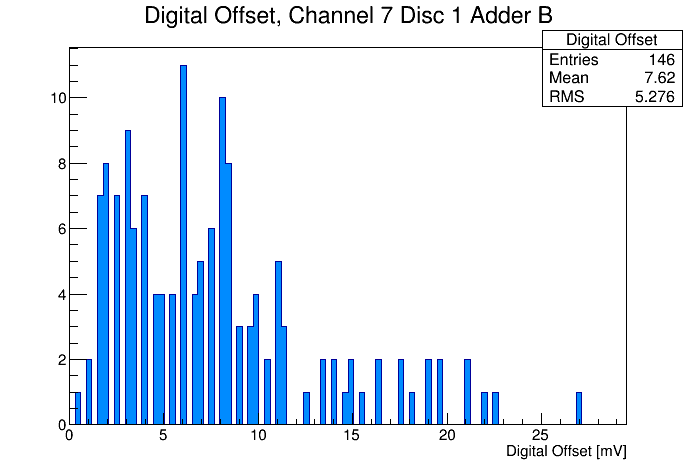 Digital Offset, Channel 7 Disc 1 Adder B
Digital Offset
Entries 146
Mean 7.62
RMS 5.276
10
8
6
4
2
0
0 5 10 15 20 25
Digital Offset [mV]